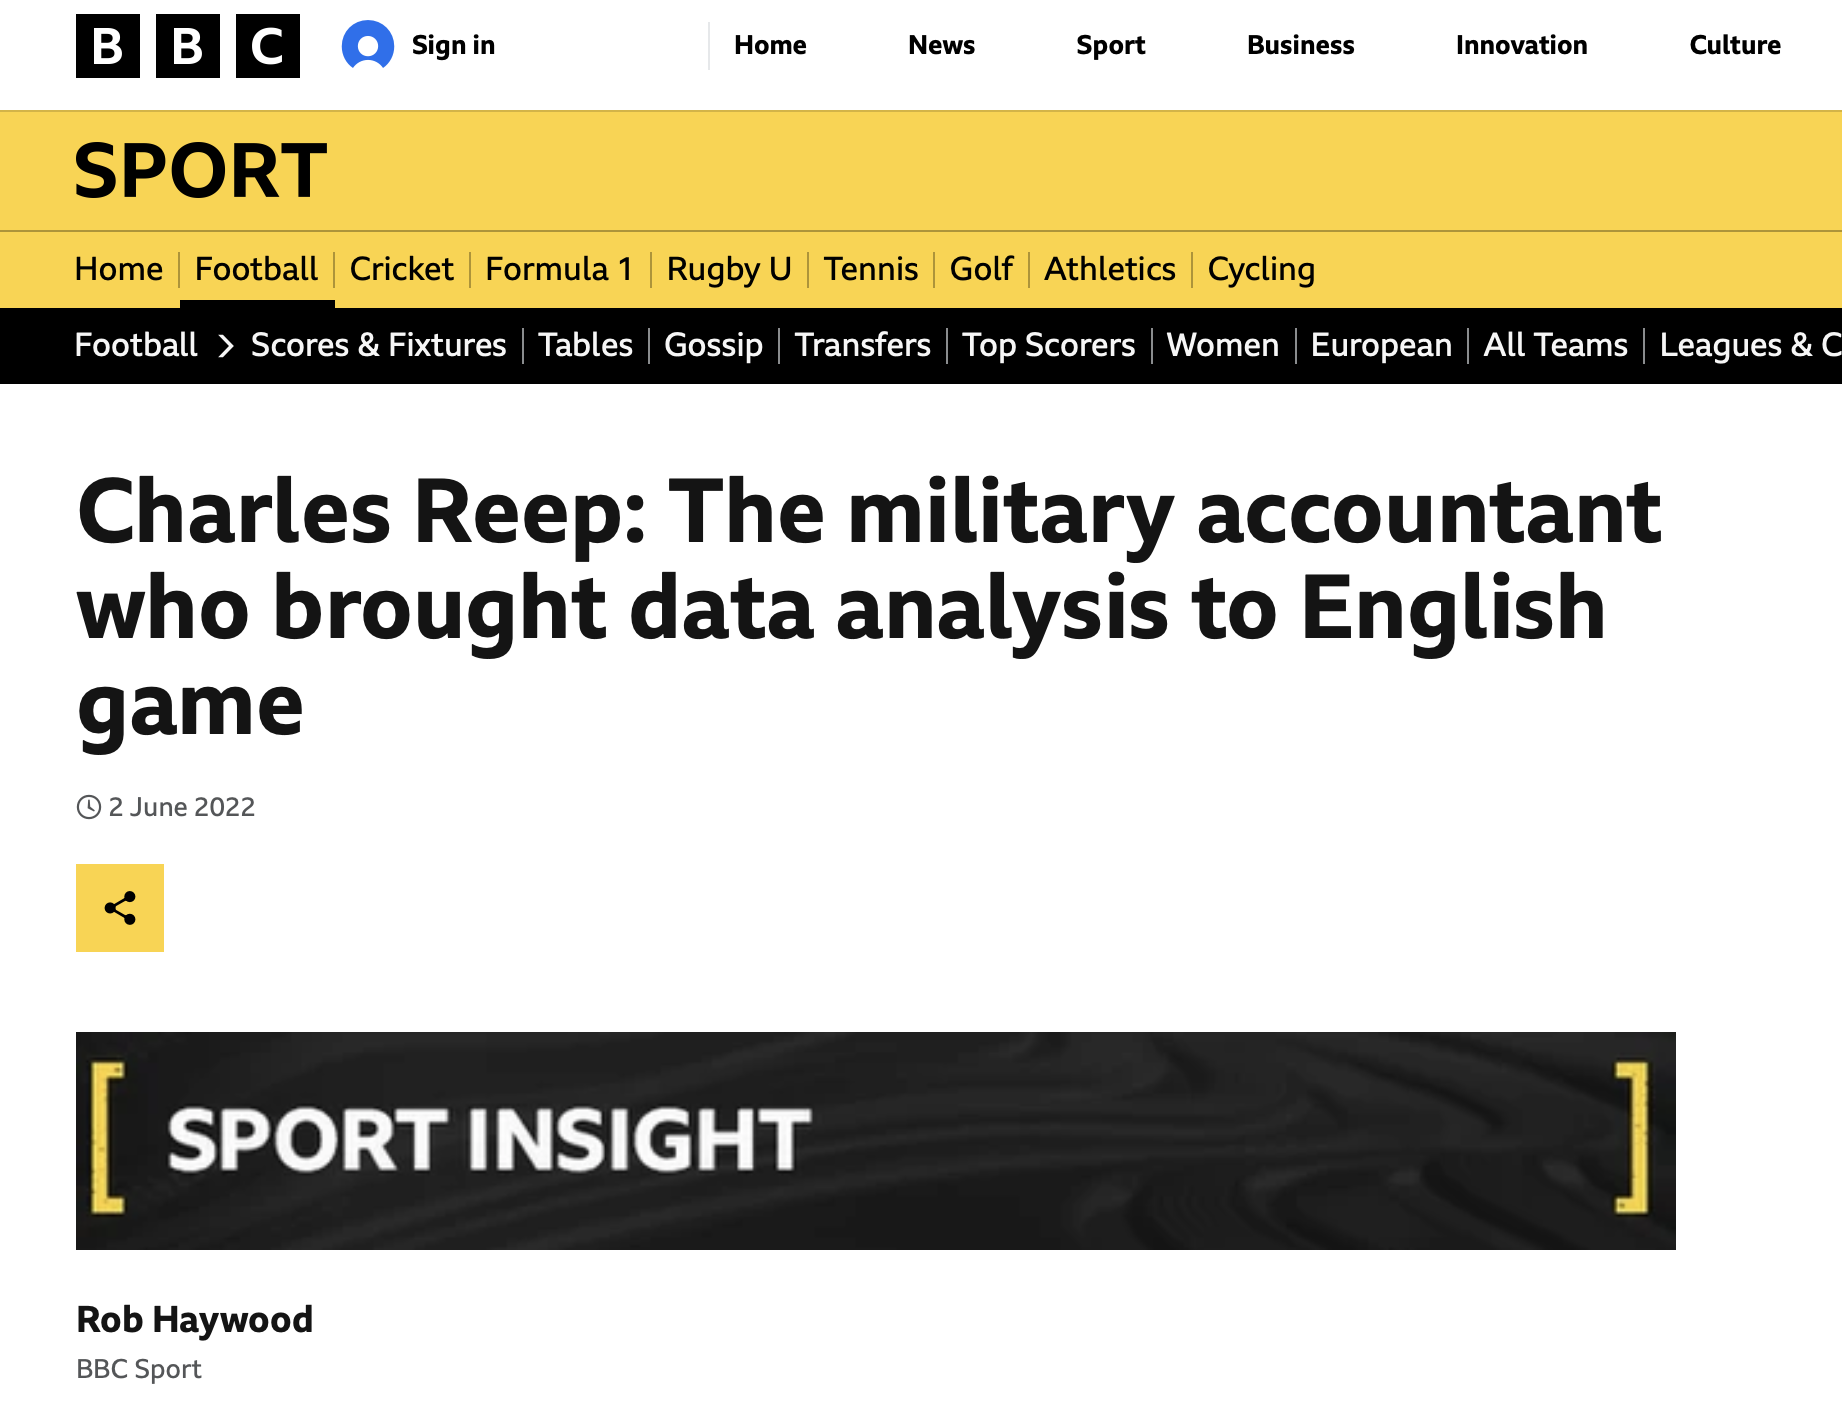 BBC Sign in Home News Sport Business Innovation Culture
SPORT
Home Football Cricket Formula 1 Rugby U Tennis Golf Athletics Cycling
Football Scores & Fixtures Tables Gossip Transfers Top Scorers Women European All Teams Leagues & C
Charles Reep: The military accountant
who brought data analysis to English
game
2 June 2022
SPORT INSIGHT
Rob Haywood
BBC Sport